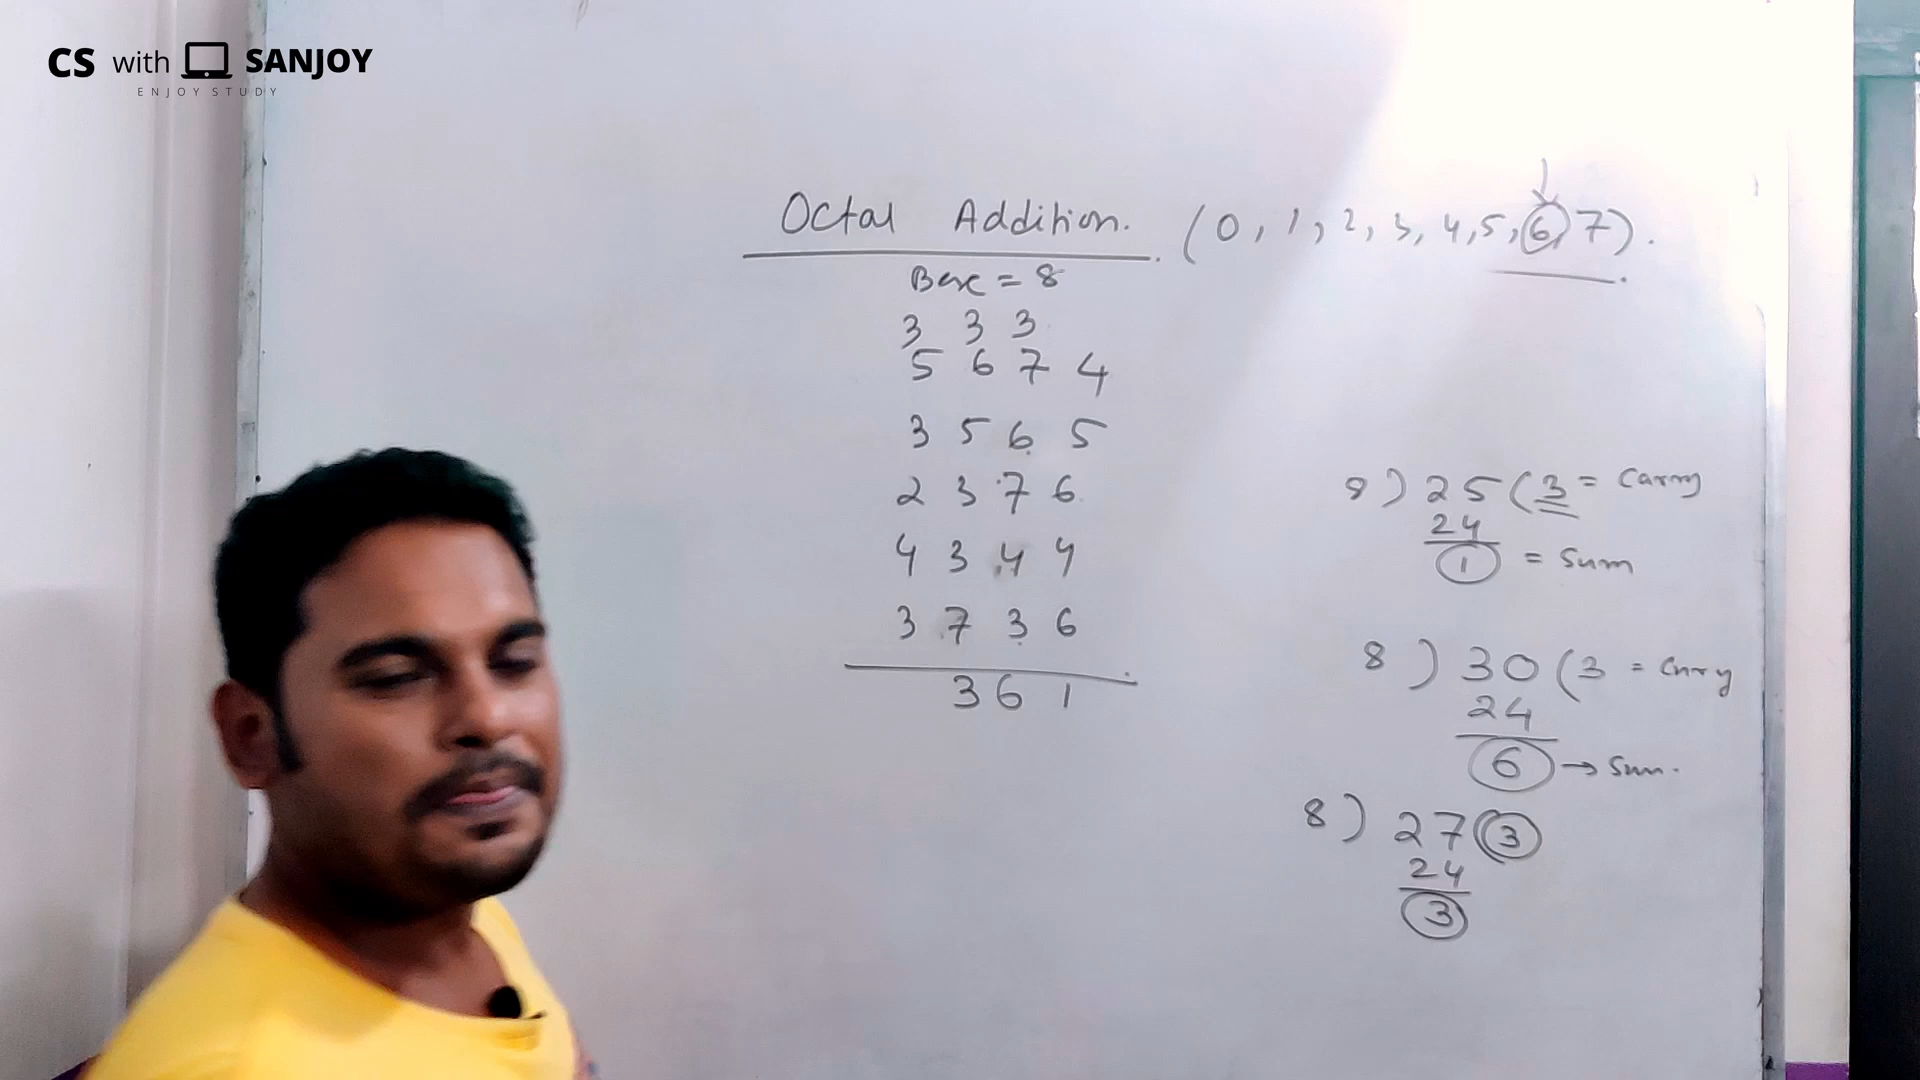 CS with SANJOY
ENJOY STUDY
Octal Addition. (0, 1, 2, 3, 4, 5, 6, 7).
Base = 8
3 3 3
5 6 7 4
3 5 6 5
2 3 7 6
4 3 4 4
3 7 3 6
3 6 1
8 ) 25 ( 3 = Carry
24
1 = Sum
8 ) 30 ( 3 = Carry
24
6 → Sum.
8 ) 27 ( 3
24
3